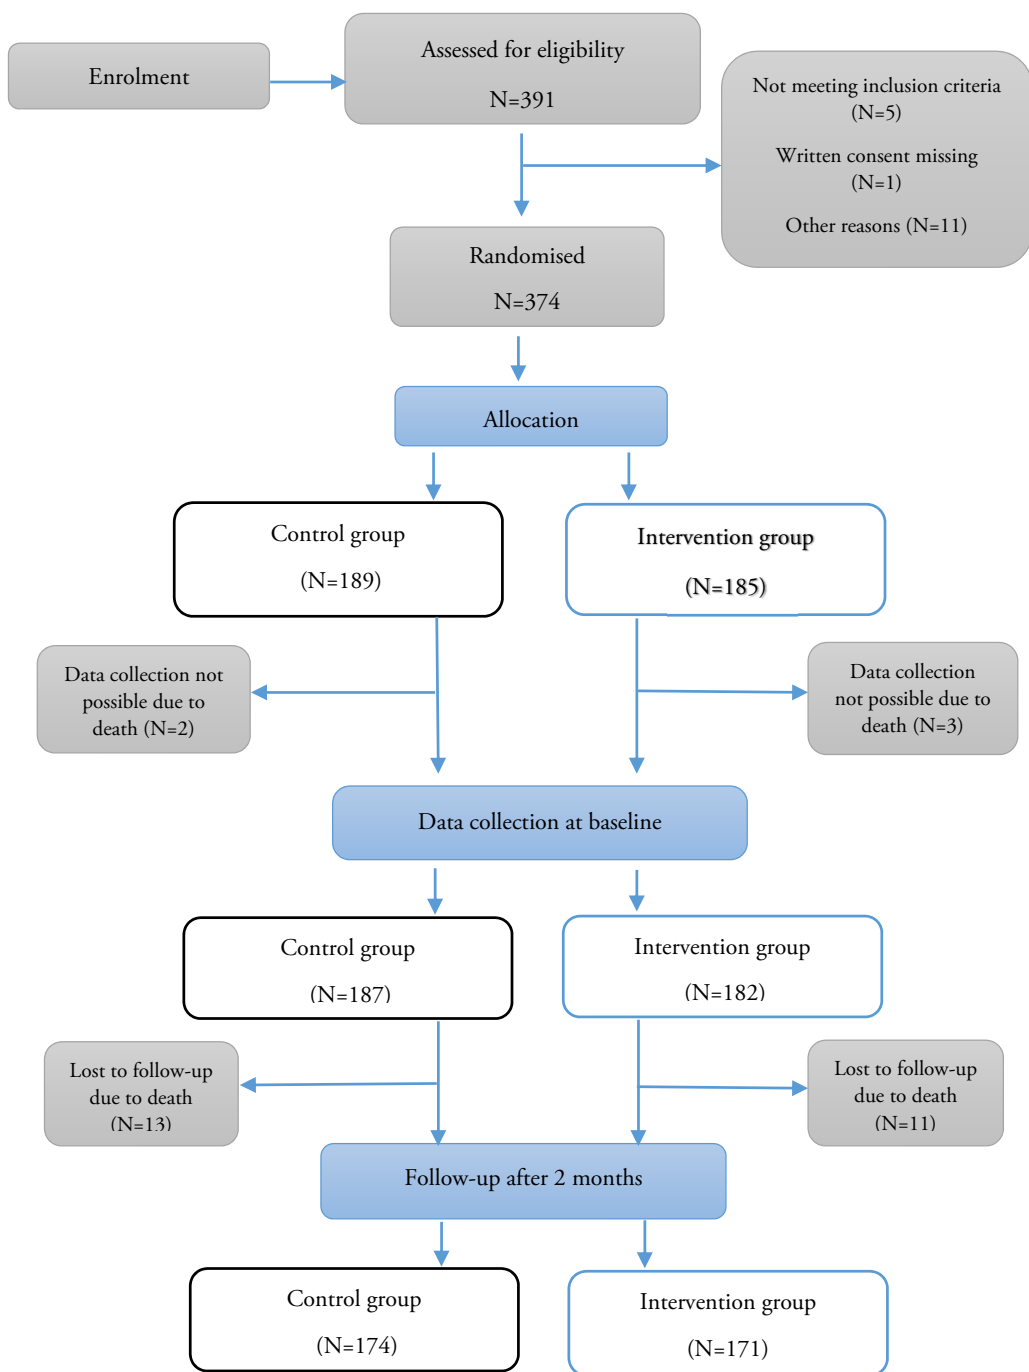 Enrolment
Assessed for eligibility
N=391
Not meeting inclusion criteria
(N=5)
Written consent missing
(N=1)
Other reasons (N=11)
Randomised
N=374
Allocation
Control group
(N=189)
Intervention group
(N=185)
Data collection not
possible due to
death (N=2)
Data collection
not possible due to
death (N=3)
Data collection at baseline
Control group
(N=187)
Intervention group
(N=182)
Lost to follow-up
due to death
(N=13)
Lost to follow-up
due to death
(N=11)
Follow-up after 2 months
Control group
(N=174)
Intervention group
(N=171)